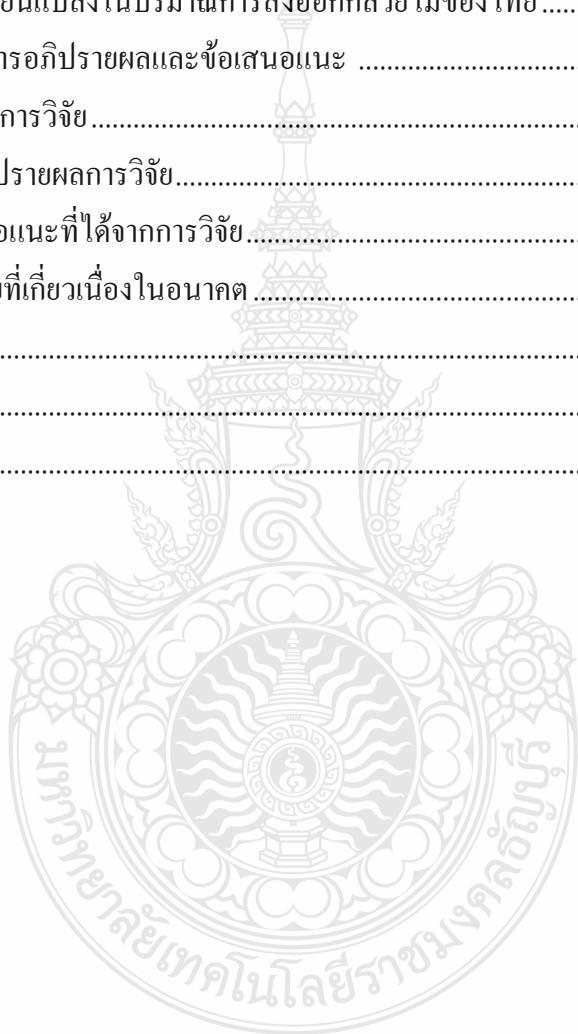 ยนแปลงในปริมาณการส่งออกกล้วยไม้ของไทย
ารอภิปรายผลและข้อเสนอแนะ
การวิจัย
ปรายผลการวิจัย
อแนะที่ได้จากการวิจัย
ยที่เกี่ยวเนื่องในอนาคต
มหาวิทยาลัยเทคโนโลยีราชมงคลธัญบุรี